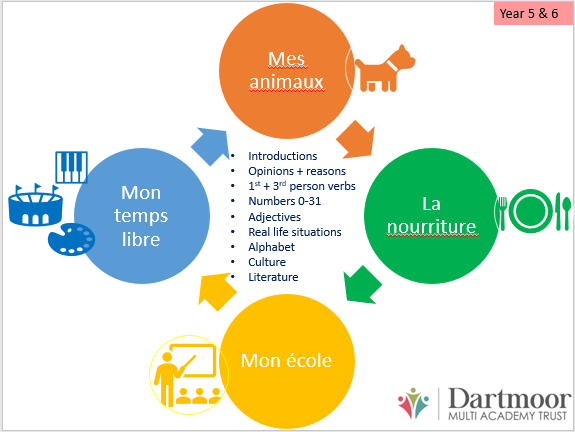 Year 5 & 6
Mes
animaux
• Introductions
• Opinions + reasons
• 1st + 3rd person verbs
• Numbers 0-31
• Adjectives
• Real life situations
• Alphabet
• Culture
• Literature
Mon
temps
libre
La
nourriture
Mon école
Dartmoor
MULTI ACADEMY TRUST